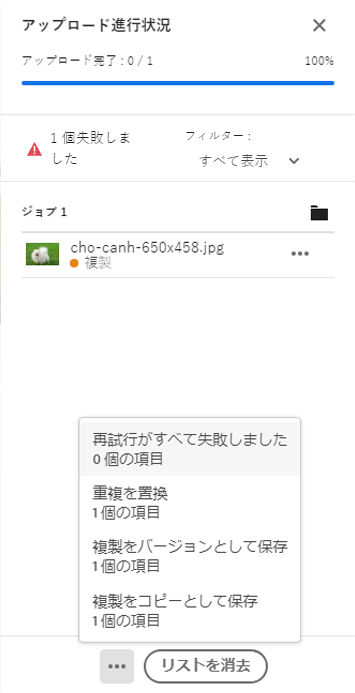 アップロード進行状況
アップロード完了 : 0 / 1 100%
1 個失敗しま
した
フィルター :
すべて表示
ジョブ 1
cho-canh-650x458.jpg
複製
再試行がすべて失敗しました
0 個の項目
重複を置換
1個の項目
複製をバージョンとして保存
1個の項目
複製をコピーとして保存
1個の項目
リストを消去